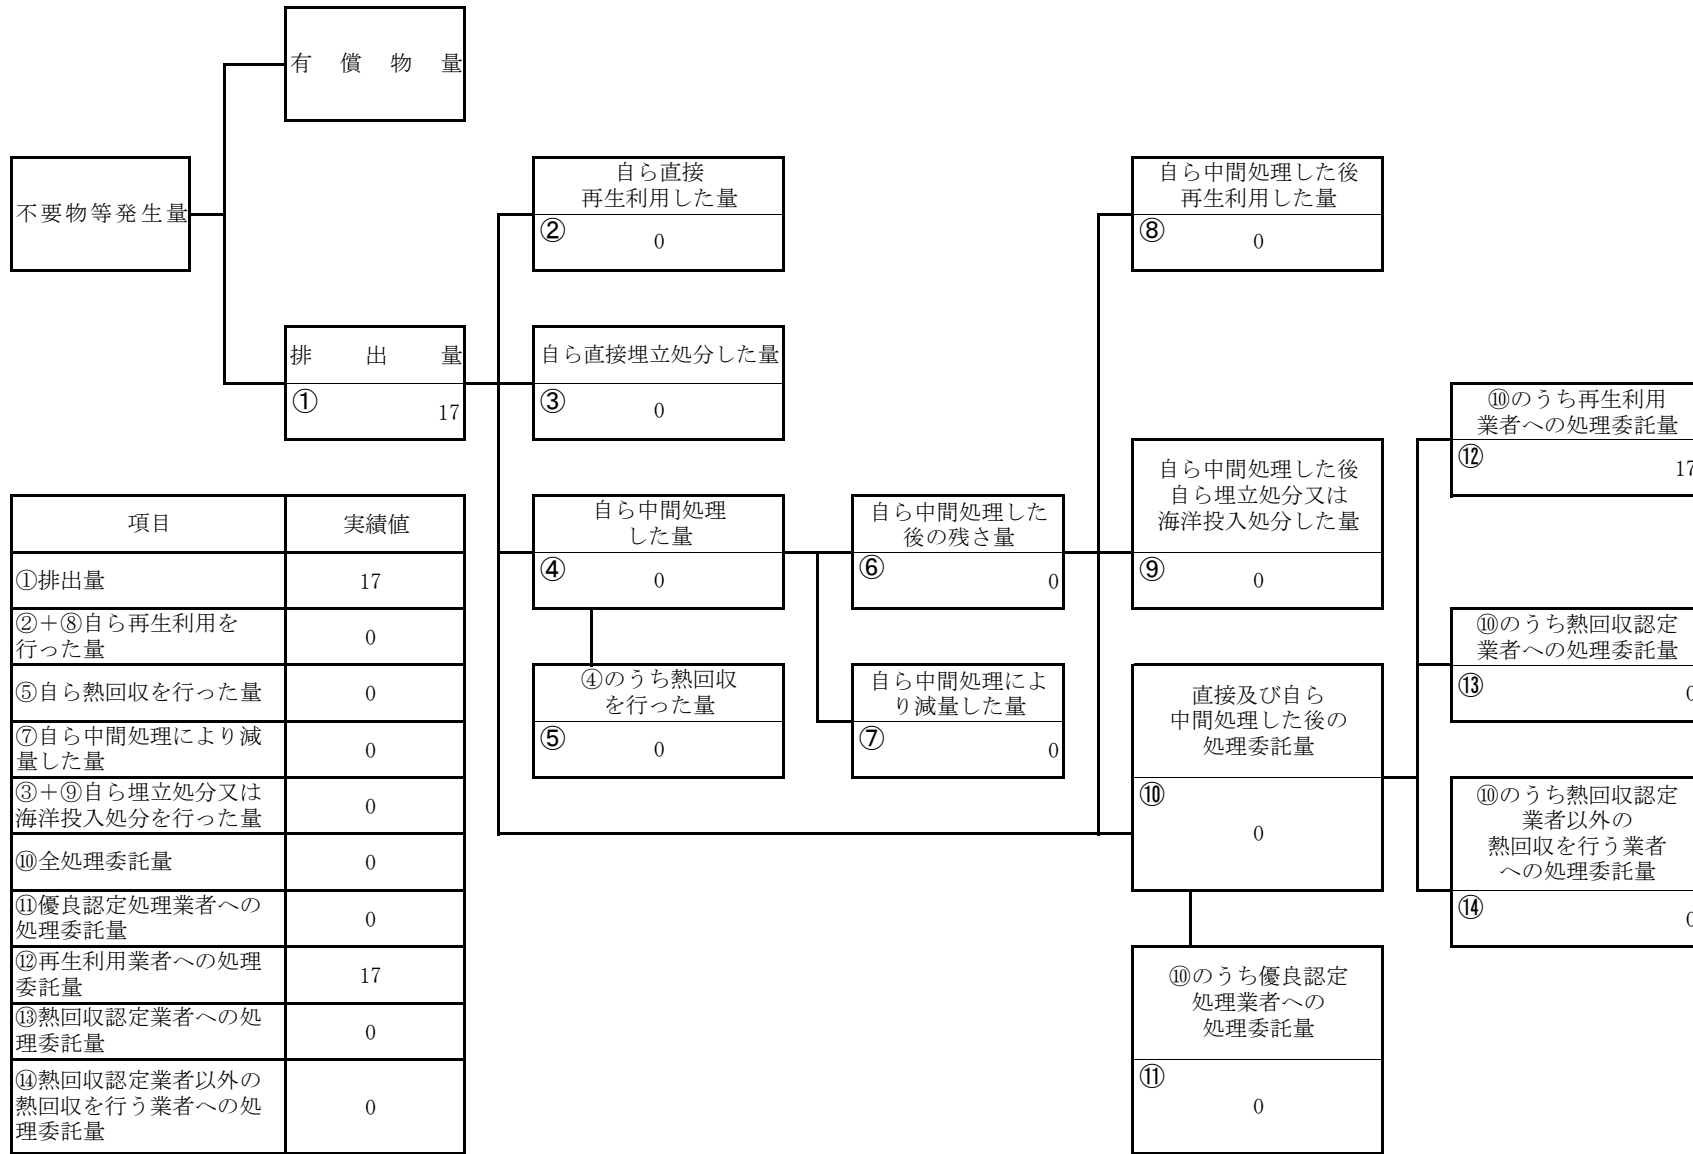 有償物量
不要物等発生量
自ら直接
再生利用した量
②
0
自ら中間処理した後
再生利用した量
⑧
0
排出量
①
17
自ら直接埋立処分した量
③
0
⑩のうち再生利用
業者への処理委託量
⑫
17
自ら中間処理
した量
④
0
自ら中間処理した
後の残さ量
⑥
0
自ら中間処理した後
自ら埋立処分又は
海洋投入処分した量
⑨
0
④のうち熱回収
を行った量
⑤
0
自ら中間処理によ
り減量した量
⑦
0
直接及び自ら
中間処理した後の
処理委託量
⑩
0
⑩のうち熱回収認定
業者への処理委託量
⑬
0
⑩のうち熱回収認定
業者以外の
熱回収を行う業者
への処理委託量
⑭
0
⑩のうち優良認定
処理業者への
処理委託量
⑪
0
項目 実績値
①排出量 17
②+⑧自ら再生利用を
行った量 0
⑤自ら熱回収を行った量 0
⑦自ら中間処理により減
量した量 0
③+⑨自ら埋立処分又は
海洋投入処分を行った量 0
⑩全処理委託量 0
⑪優良認定処理業者への
処理委託量 0
⑫再生利用業者への処理
委託量 17
⑬熱回収認定業者への処
理委託量 0
⑭熱回収認定業者以外の
熱回収を行う業者への処
理委託量 0